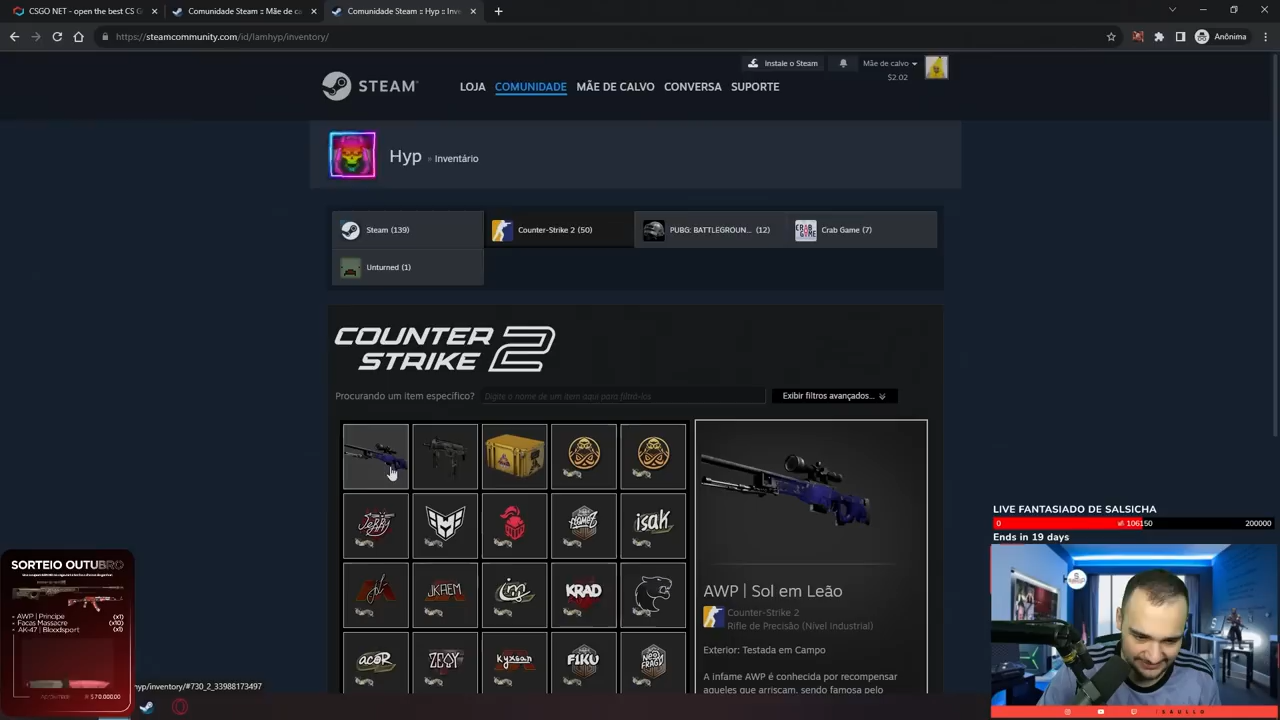 CSGO NET - open the best CS G
Comunidade Steam :: Mãe de ca
Comunidade Steam :: Hyp :: Inve
https://steamcommunity.com/id/iamhyp/inventory/
Anônima
STEAM
LOJA COMUNIDADE MÃE DE CALVO CONVERSA SUPORTE
Instale o Steam
Mãe de calvo
$2.02
Hyp » Inventário
Steam (139)
Counter-Strike 2 (50)
PUBG: BATTLEGROUN... (12)
Crab Game (7)
Unturned (1)
COUNTER
STRIKE 2
Procurando um item específico?
Digite o nome de um item aqui para filtrá-los
Exibir filtros avançados...
isak
JKAEM
KRAD
acoR
FIKU
AWP | Sol em Leão
Counter-Strike 2
Rifle de Precisão (Nível Industrial)
Exterior: Testada em Campo
A infame AWP é conhecida por recompensar
aqueles que arriscam, sendo famosa pelo
SORTEIO OUTUBRO
AWP | Príncipe (x1)
Facas Massacre (x10)
AK-47 | Bloodsport (x1)
hyp/inventory/#730_2_33988173497
LIVE FANTASIADO DE SALSICHA
0
106150
200000
Ends in 19 days
SAULLO